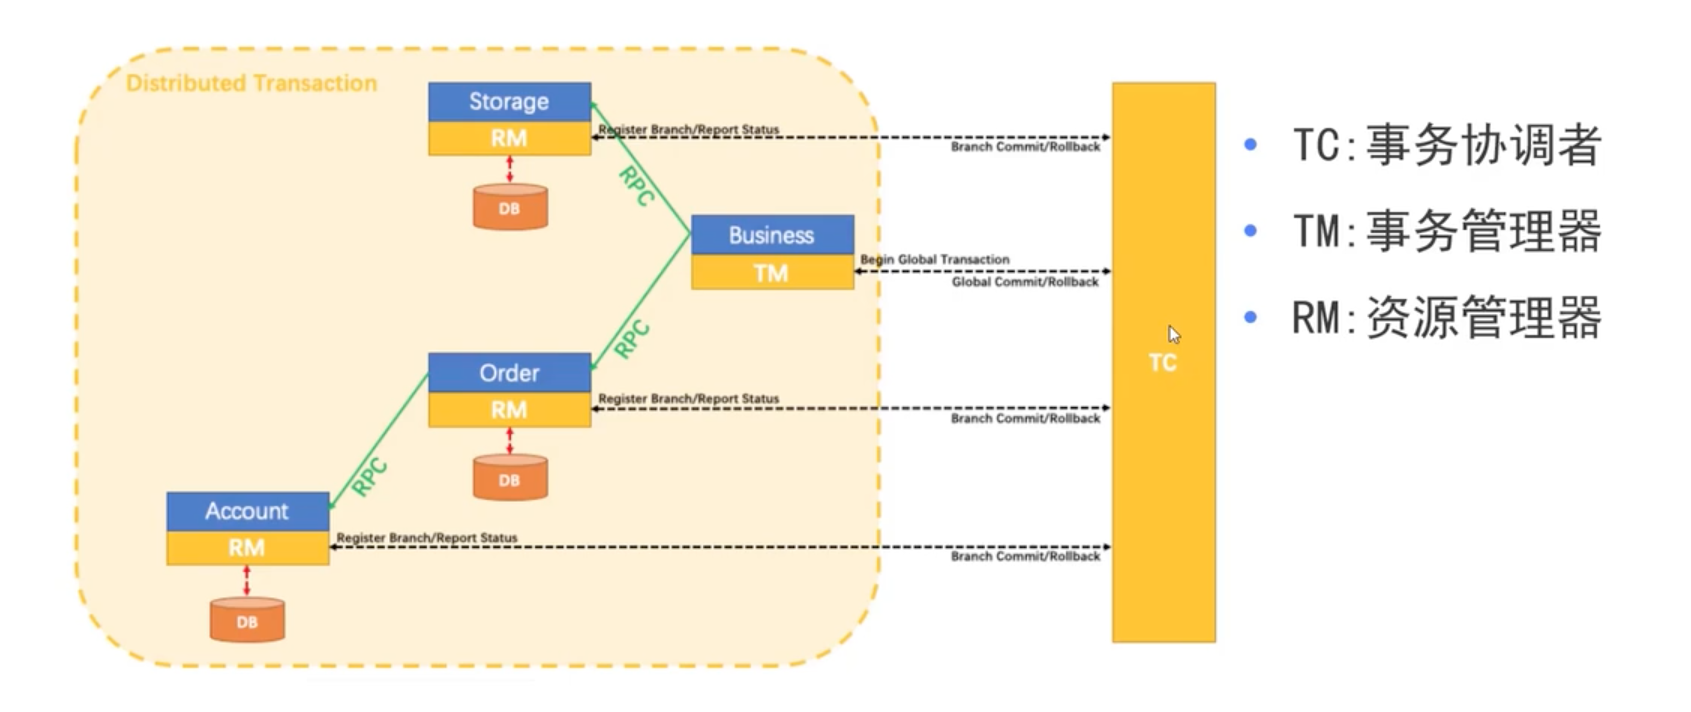 Distributed Transaction
Storage
RM
DB
Register Branch/Report Status
Branch Commit/Rollback
RPC
Business
TM
Begin Global Transaction
Global Commit/Rollback
RPC
Order
RM
DB
Register Branch/Report Status
Branch Commit/Rollback
RPC
Account
RM
DB
Register Branch/Report Status
Branch Commit/Rollback
TC
TC:事务协调者
TM:事务管理器
RM:资源管理器